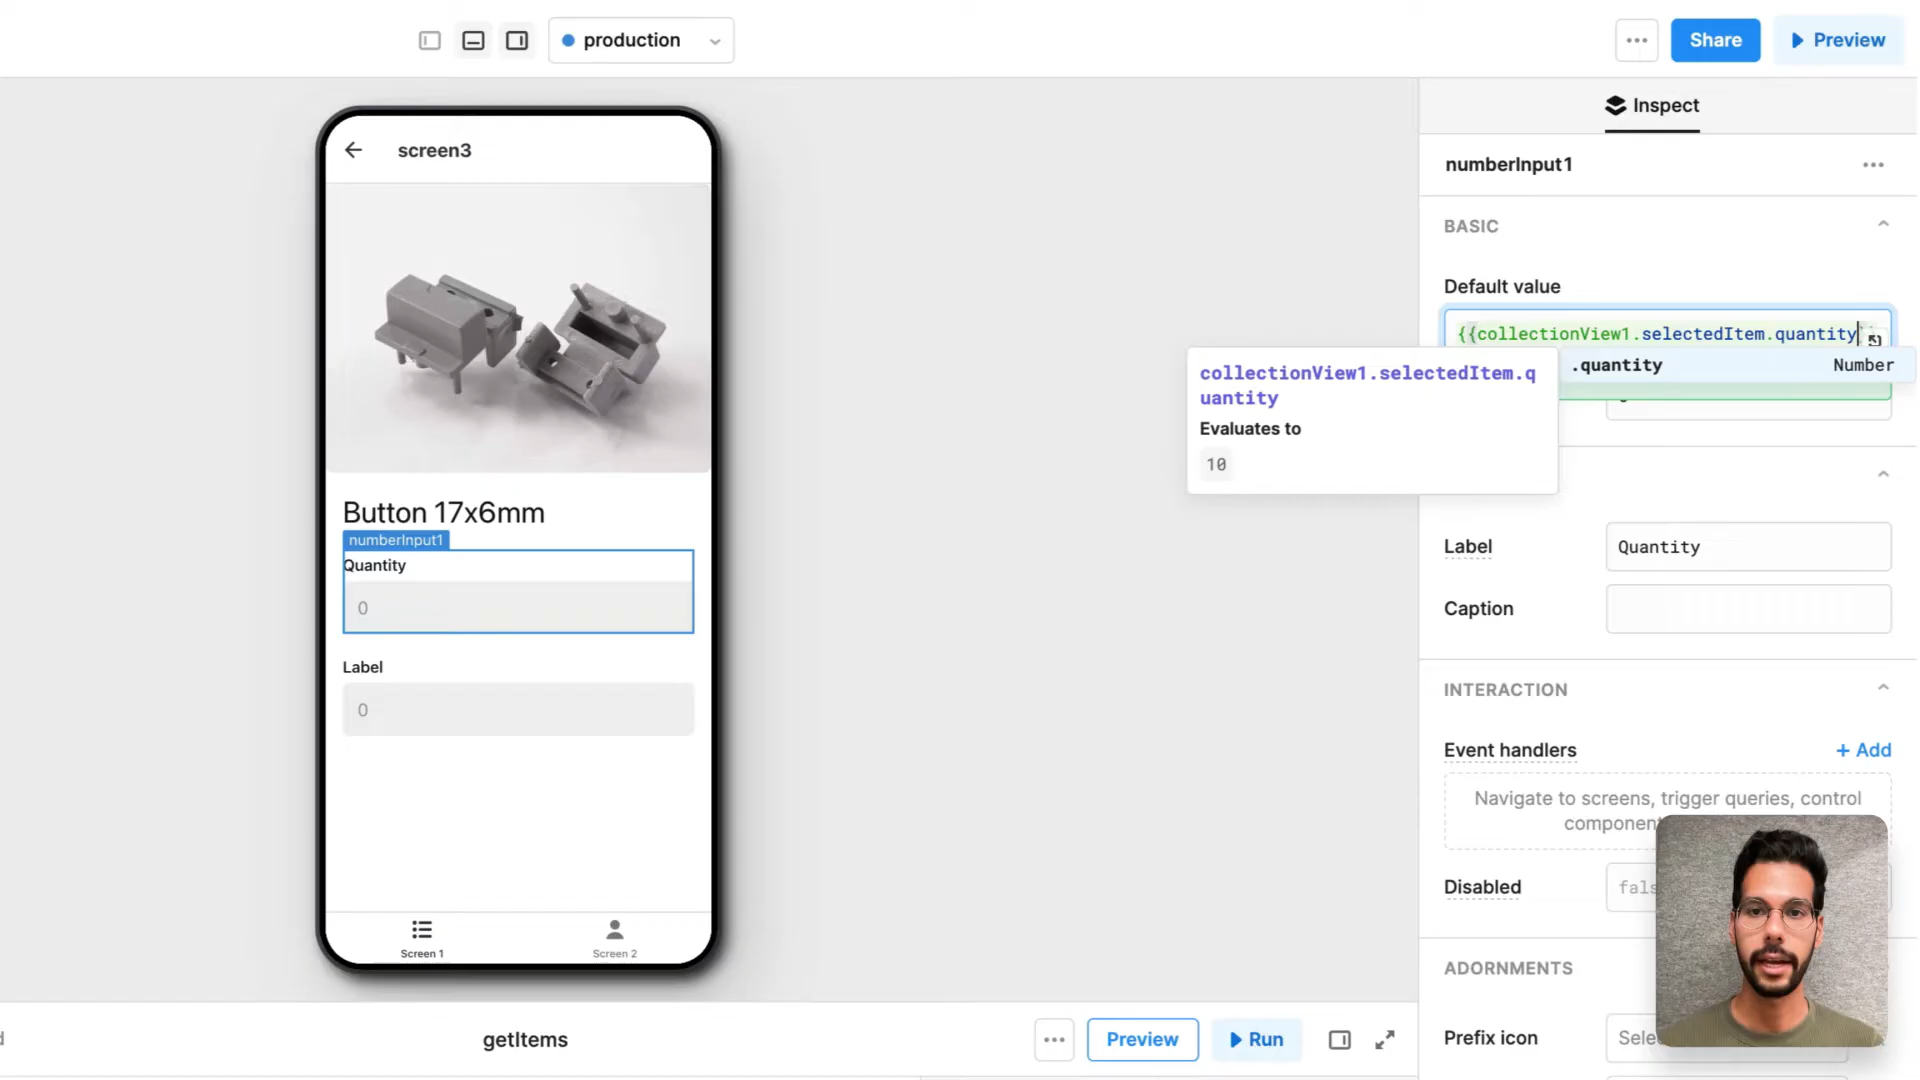 production
Share
Preview
Inspect
screen3
numberInput1
BASIC
Default value
{{collectionView1.selectedItem.quantity
.quantity
Number
collectionView1.selectedItem.q
uantity
Evaluates to
10
Button 17x6mm
numberInput1
Quantity
0
Label
0
Screen 1
Screen 2
Label
Quantity
Caption
INTERACTION
Event handlers
+ Add
Navigate to screens, trigger queries, control
Disabled
ADORNMENTS
Prefix icon
getItems
Preview
Run